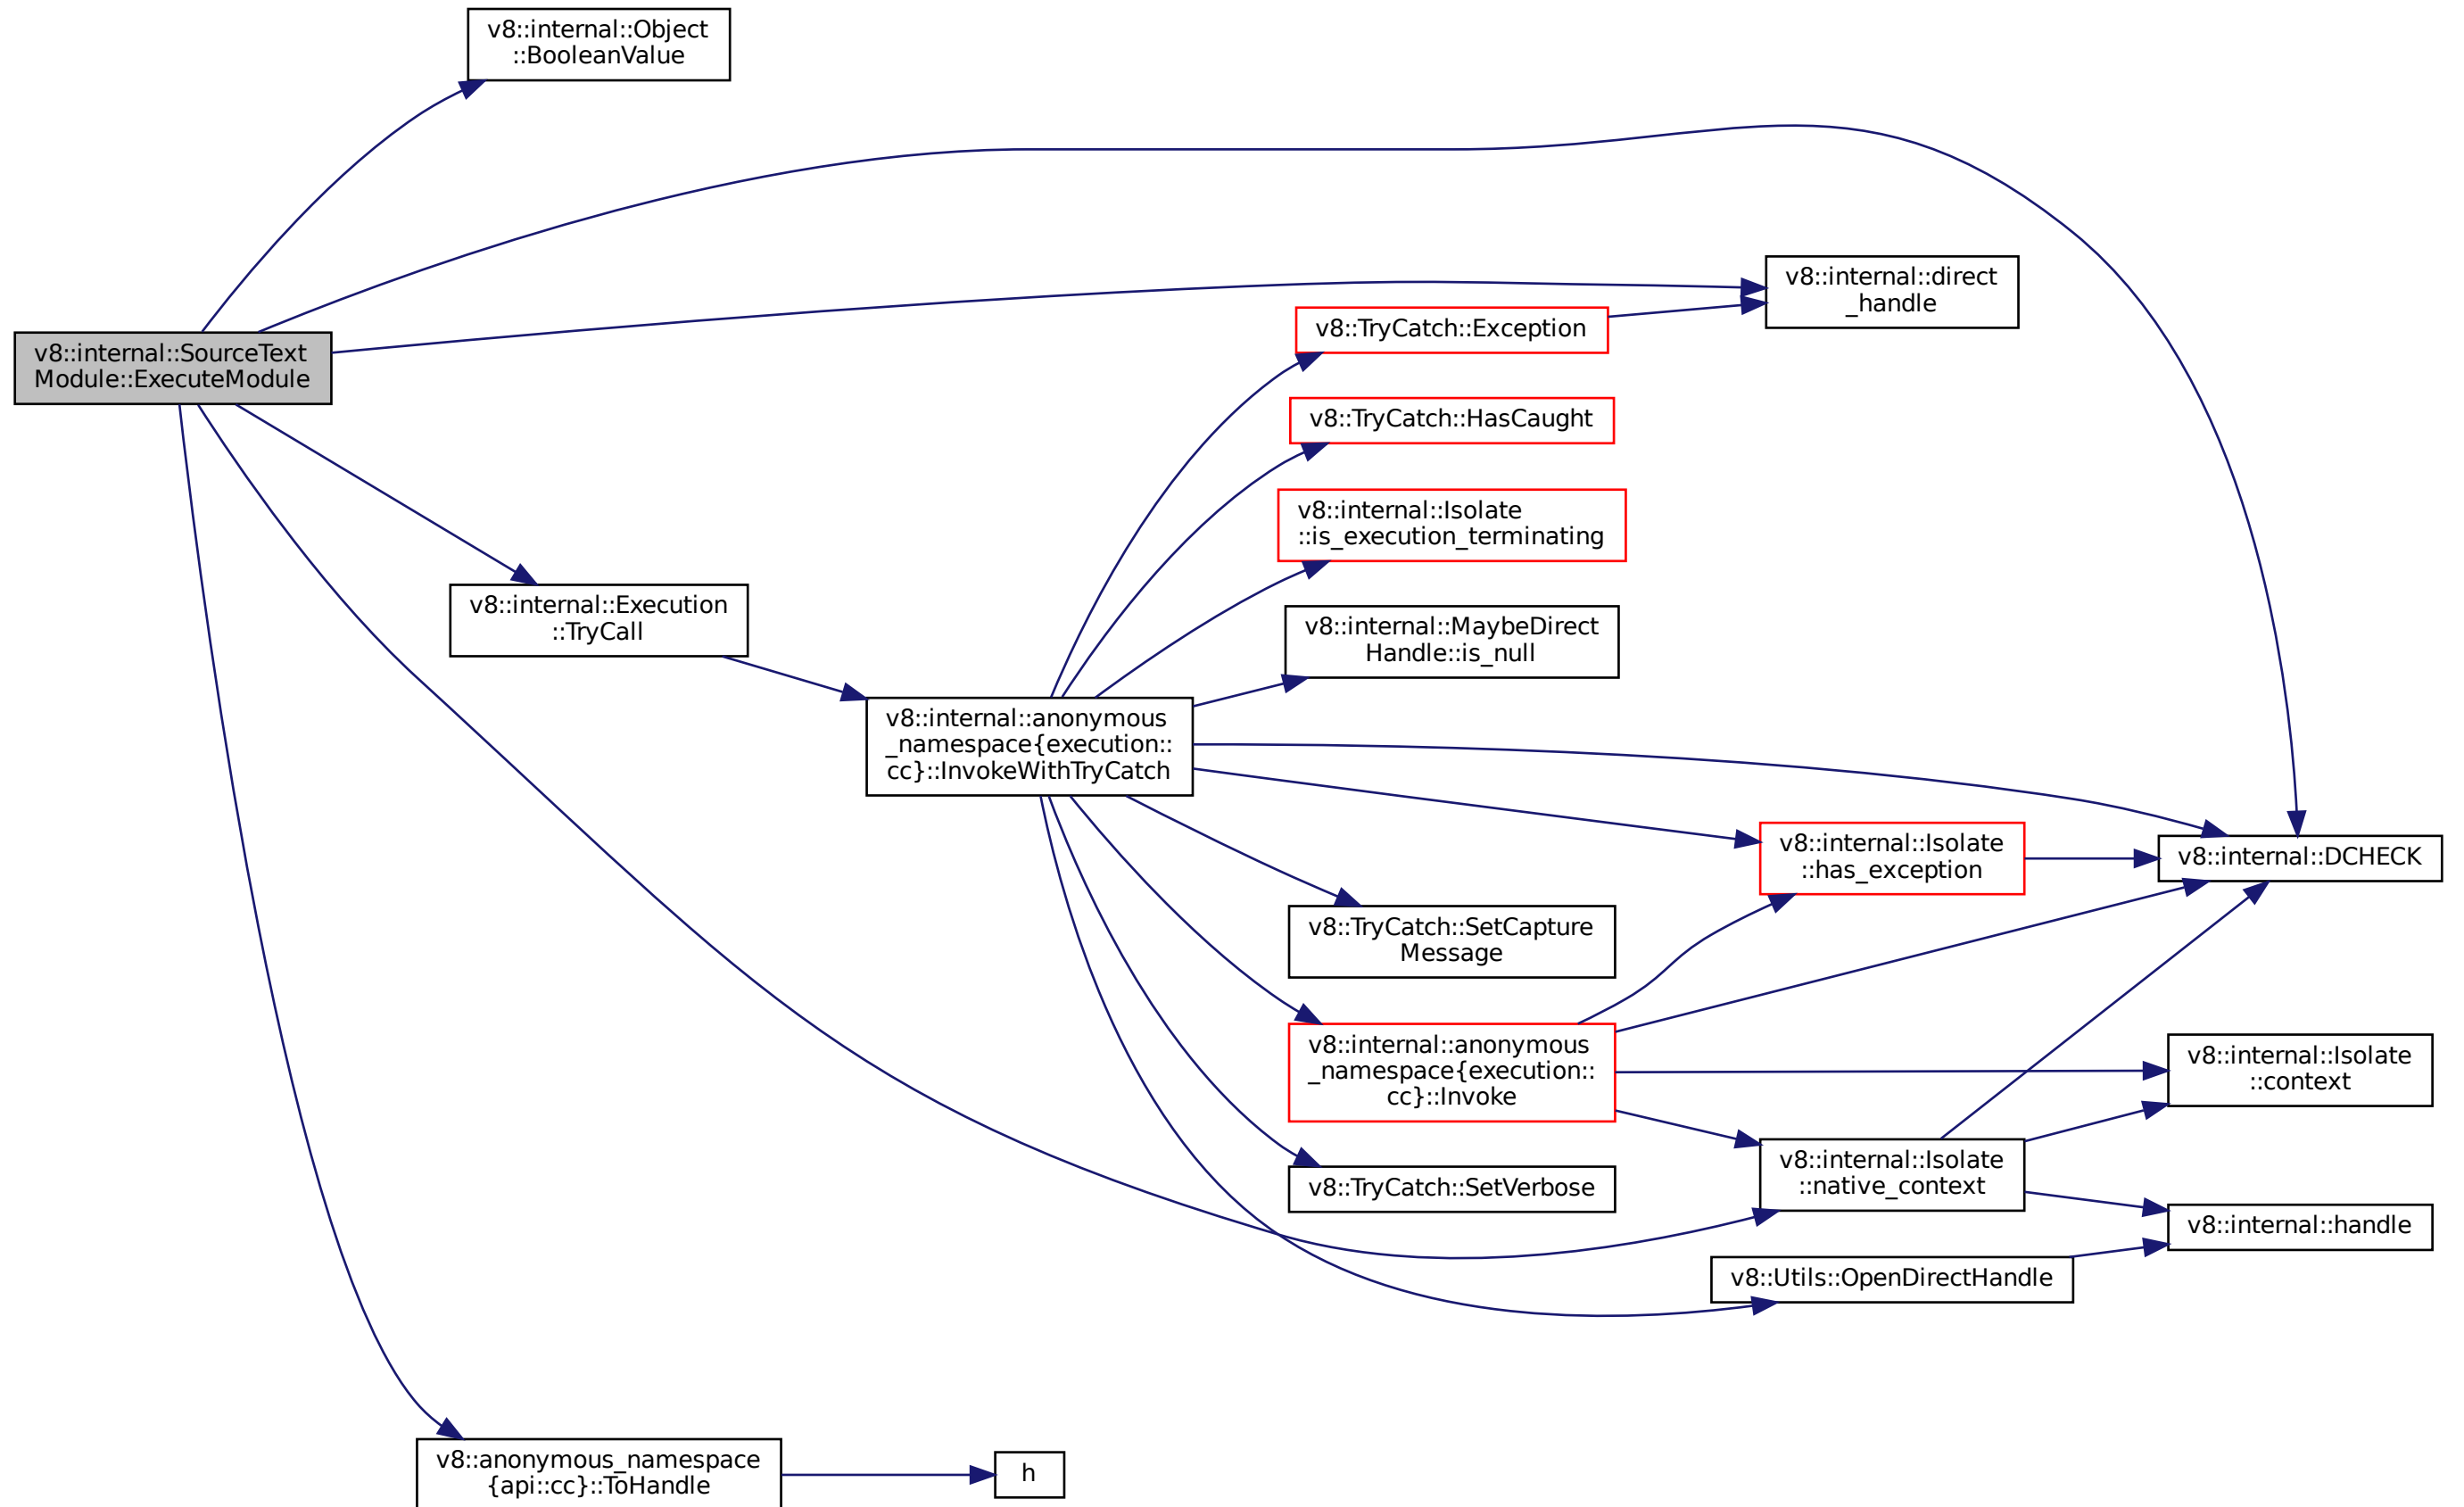 v8::internal::Object
::BooleanValue
v8::internal::direct
_handle
v8::TryCatch::Exception
v8::internal::SourceText
Module::ExecuteModule
v8::TryCatch::HasCaught
v8::internal::Isolate
::is_execution_terminating
v8::internal::Execution
::TryCall
v8::internal::MaybeDirect
Handle::is_null
v8::internal::anonymous
_namespace{execution::
cc}::InvokeWithTryCatch
v8::internal::Isolate
::has_exception
v8::internal::DCHECK
v8::TryCatch::SetCapture
Message
v8::internal::anonymous
_namespace{execution::
cc}::Invoke
v8::internal::Isolate
::context
v8::internal::Isolate
::native_context
v8::TryCatch::SetVerbose
v8::internal::handle
v8::Utils::OpenDirectHandle
v8::anonymous_namespace
{api::cc}::ToHandle
h